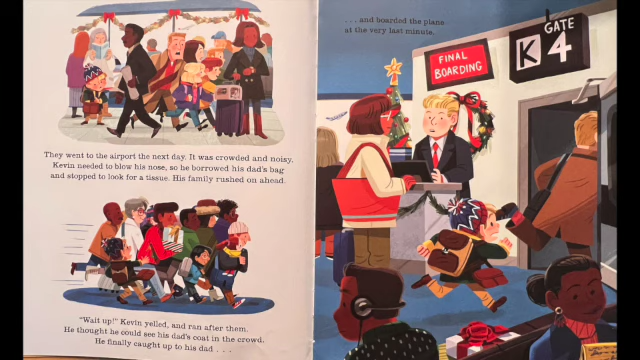 They went to the airport the next day. It was crowded and noisy.
Kevin needed to blow his nose, so he borrowed his dad's bag
and stopped to look for a tissue. His family rushed on ahead.
"Wait up!" Kevin yelled, and ran after them.
He thought he could see his dad's coat in the crowd.
He finally caught up to his dad . . .
. . . and boarded the plane
at the very last minute.
FINAL
BOARDING
GATE
K 4